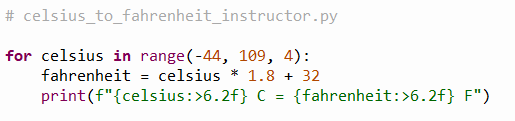 # celsius_to_fahrenheit_instructor.py
for celsius in range(-44, 109, 4):
    fahrenheit = celsius * 1.8 + 32
    print(f"{celsius:>6.2f} C = {fahrenheit:>6.2f} F")